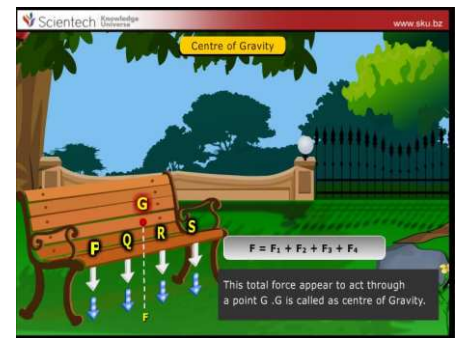 Scientech Knowledge Universe www.sku.bz
Centre of Gravity
G
P Q R S
F = F₁ + F₂ + F₃ + F₄
This total force appear to act through
a point G .G is called as centre of Gravity.
F